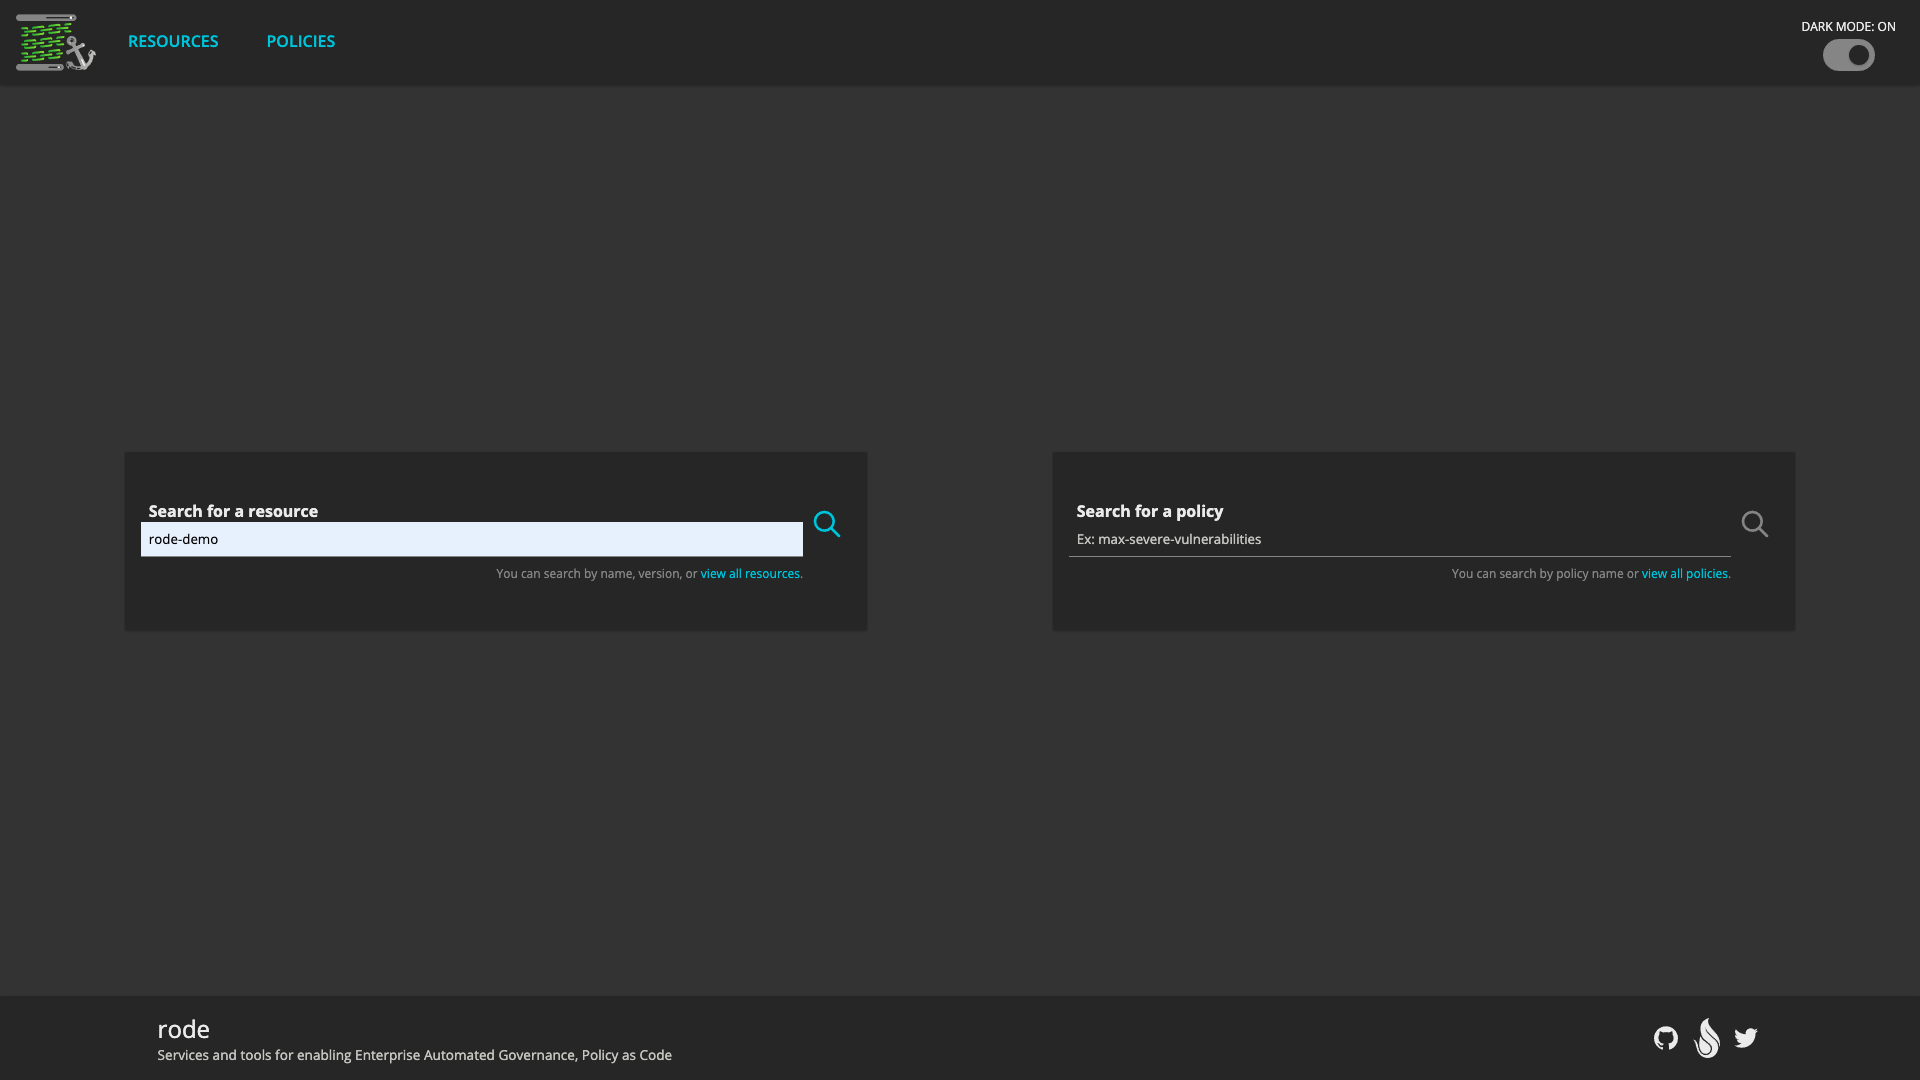 RESOURCES
POLICIES
DARK MODE: ON
Search for a resource
rode-demo
You can search by name, version, or view all resources.
Search for a policy
Ex: max-severe-vulnerabilities
You can search by policy name or view all policies.
rode
Services and tools for enabling Enterprise Automated Governance, Policy as Code